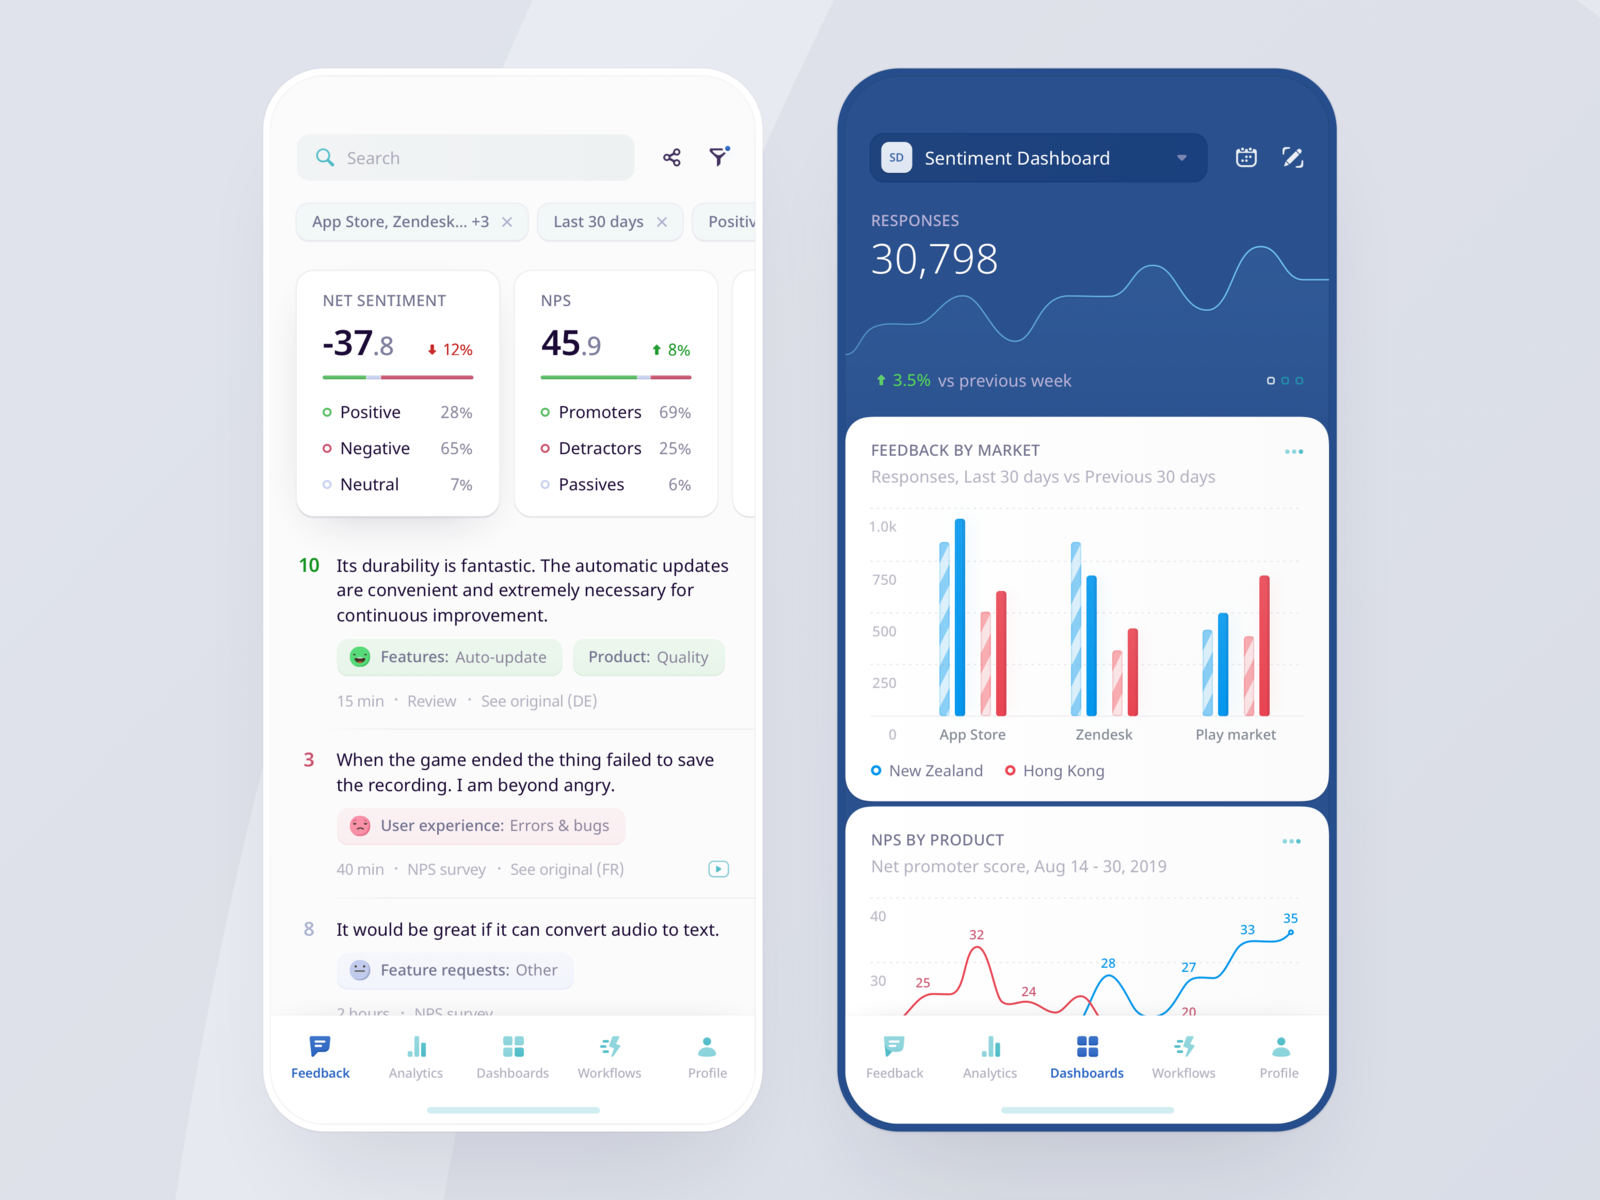 Search
App Store, Zendesk... +3
Last 30 days
Positiv
NET SENTIMENT
-37.8
12%
Positive 28%
Negative 65%
Neutral 7%
NPS
45.9
8%
Promoters 69%
Detractors 25%
Passives 6%
10
Its durability is fantastic. The automatic updates
are convenient and extremely necessary for
continuous improvement.
Features: Auto-update
Product: Quality
15 min · Review · See original (DE)
3
When the game ended the thing failed to save
the recording. I am beyond angry.
User experience: Errors & bugs
40 min · NPS survey · See original (FR)
8
It would be great if it can convert audio to text.
Feature requests: Other
2 hours · NPS survey
Feedback
Analytics
Dashboards
Workflows
Profile
SD
Sentiment Dashboard
RESPONSES
30,798
3.5% vs previous week
FEEDBACK BY MARKET
Responses, Last 30 days vs Previous 30 days
1.0k
750
500
250
0
App Store
Zendesk
Play market
New Zealand
Hong Kong
NPS BY PRODUCT
Net promoter score, Aug 14 - 30, 2019
40
30
25
32
24
28
27
20
33
35
Feedback
Analytics
Dashboards
Workflows
Profile